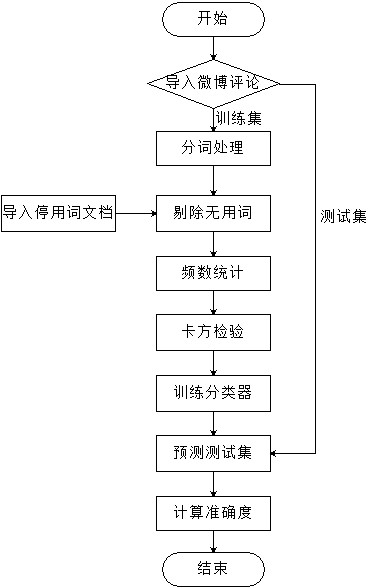 开始
导入微博评论
训练集
分词处理
导入停用词文档
剔除无用词
测试集
频数统计
卡方检验
训练分类器
预测测试集
计算准确度
结束